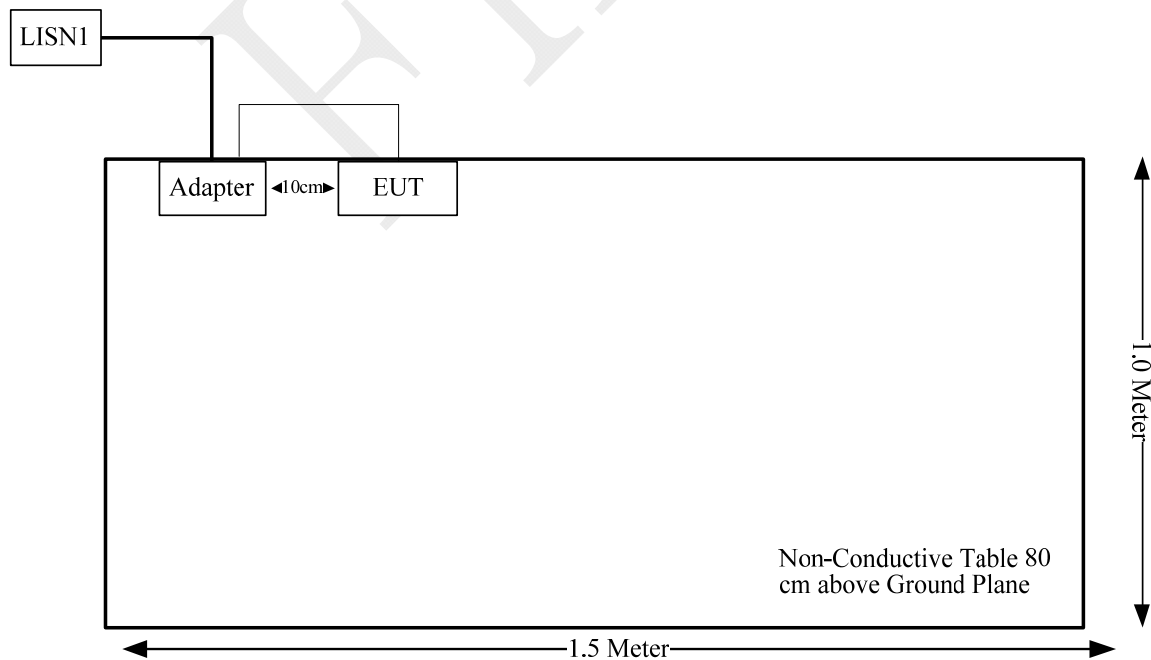 LISN1
Adapter
10cm
EUT
1.0 Meter
Non-Conductive Table 80
cm above Ground Plane
1.5 Meter